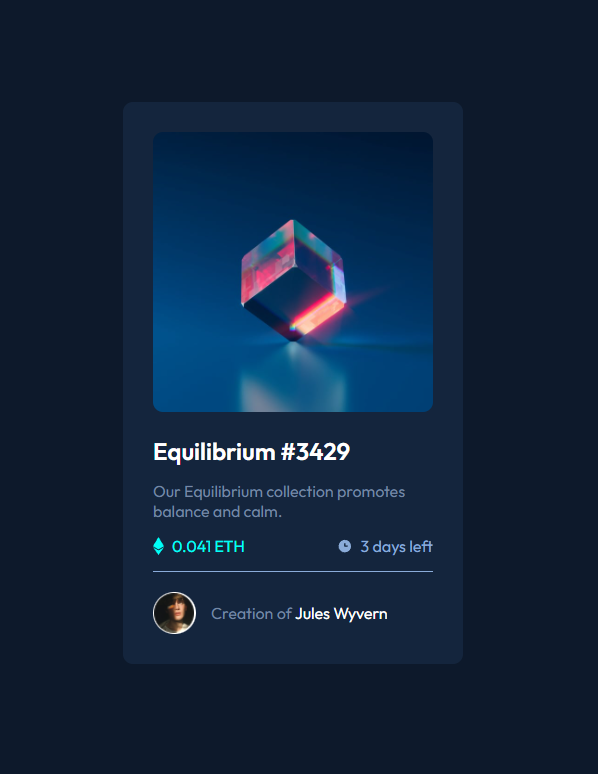 Equilibrium #3429
Our Equilibrium collection promotes
balance and calm.
0.041 ETH 3 days left
Creation of Jules Wyvern